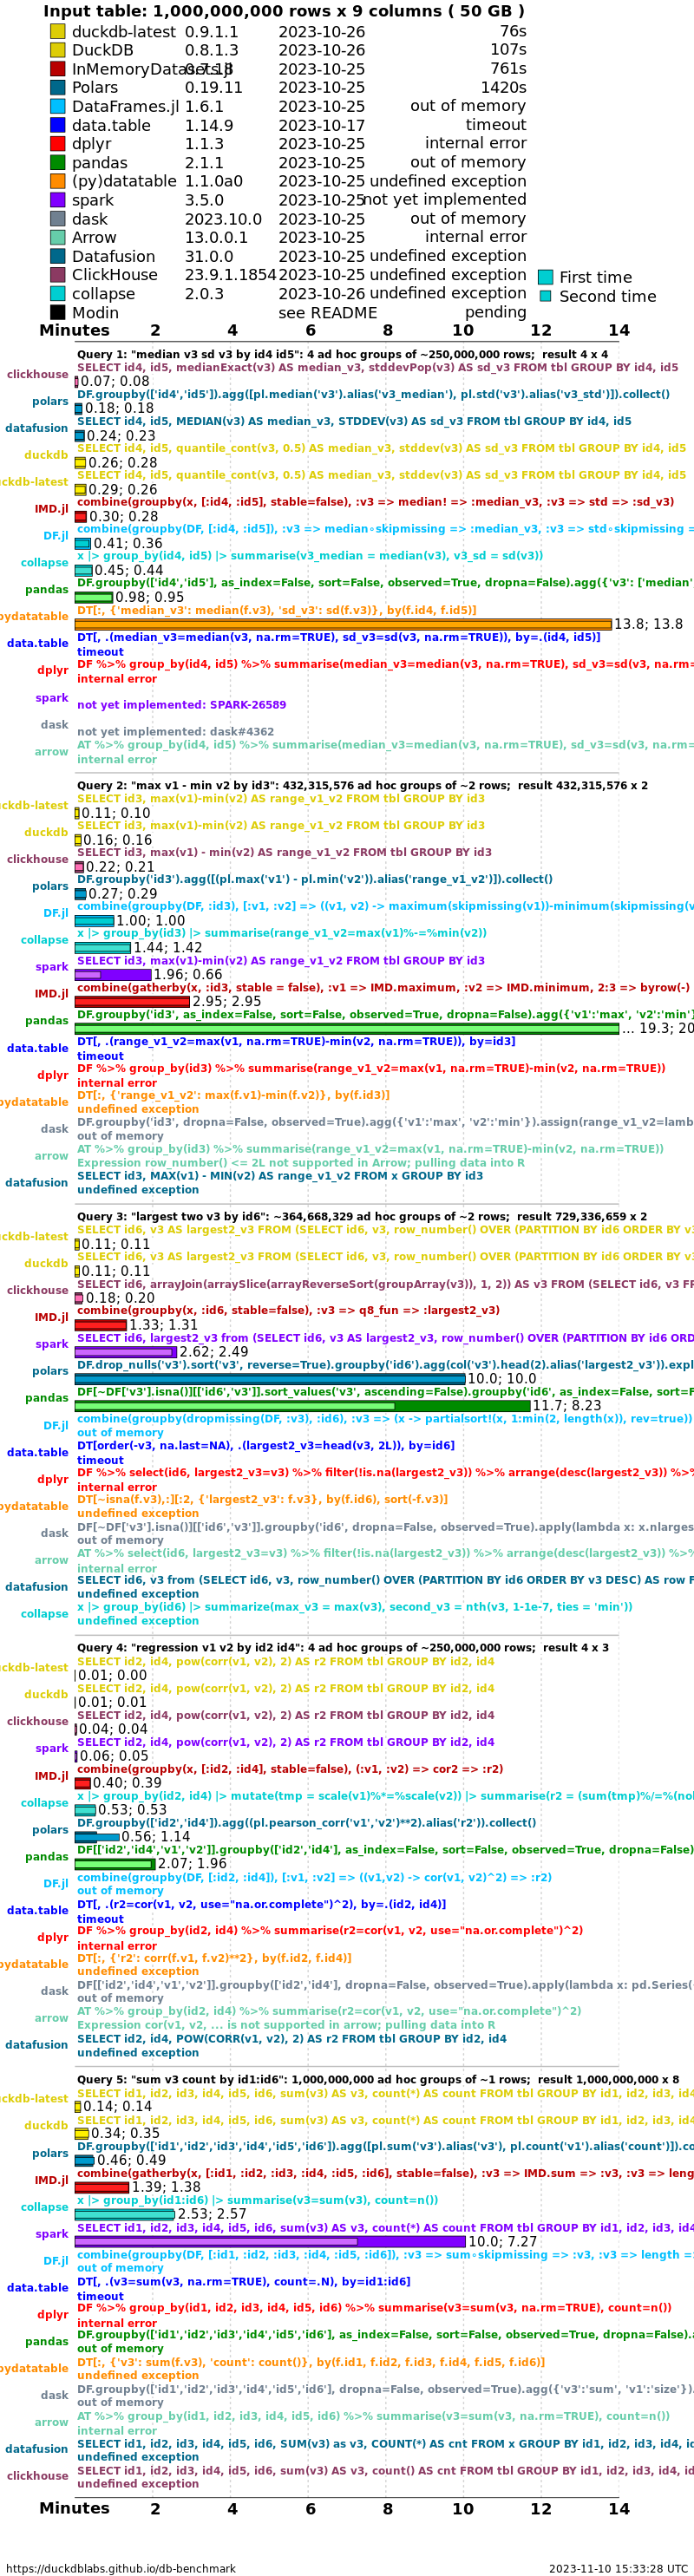 Input table: 1,000,000,000 rows x 9 columns ( 50 GB )
duckdb-latest 0.9.1.1 2023-10-26 76s
DuckDB 0.8.1.3 2023-10-26 107s
InMemoryDatasets.jl 0.7.18 2023-10-25 761s
Polars 0.19.11 2023-10-25 1420s
DataFrames.jl 1.6.1 2023-10-25 out of memory
data.table 1.14.9 2023-10-17 timeout
dplyr 1.1.3 2023-10-25 internal error
pandas 2.1.1 2023-10-25 out of memory
(py)datatable 1.1.0a0 2023-10-25 undefined exception
spark 3.5.0 2023-10-25 not yet implemented
dask 2023.10.0 2023-10-25 out of memory
Arrow 13.0.0.1 2023-10-25 internal error
Datafusion 31.0.0 2023-10-25 undefined exception
ClickHouse 23.9.1.1854 2023-10-26 undefined exception
collapse 2.0.3 2023-10-26 undefined exception
Modin see README pending
First time
Second time
Minutes 2 4 6 8 10 12 14
Query 1: "median v3 sd v3 by id4 id5": 4 ad hoc groups of ~250,000,000 rows; result 4 x 4
clickhouse SELECT id4, id5, medianExact(v3) AS median_v3, stddevPop(v3) AS sd_v3 FROM tbl GROUP BY id4, id5
0.07; 0.08
polars DF.groupby(['id4','id5']).agg([pl.median('v3').alias('v3_median'), pl.std('v3').alias('v3_std')]).collect()
0.18; 0.18
datafusion SELECT id4, id5, MEDIAN(v3) AS median_v3, STDDEV(v3) AS sd_v3 FROM tbl GROUP BY id4, id5
0.24; 0.23
duckdb SELECT id4, id5, quantile_cont(v3, 0.5) AS median_v3, stddev(v3) AS sd_v3 FROM tbl GROUP BY id4, id5
0.26; 0.28
uckdb-latest SELECT id4, id5, quantile_cont(v3, 0.5) AS median_v3, stddev(v3) AS sd_v3 FROM tbl GROUP BY id4, id5
0.29; 0.26
IMD.jl combine(groupby(x, [:id4, :id5], stable=false), :v3 => median! => :median_v3, :v3 => std => :sd_v3)
0.30; 0.28
DF.jl combine(groupby(DF, [:id4, :id5]), :v3 => median∘skipmissing => :median_v3, :v3 => std∘skipmissing =
0.41; 0.36
collapse x |> group_by(id4, id5) |> summarise(v3_median = median(v3), v3_sd = sd(v3))
0.45; 0.44
pandas DF.groupby(['id4','id5'], as_index=False, sort=False, observed=True, dropna=False).agg({'v3': ['median'
0.98; 0.95
pydatatable DT[:, {'median_v3': median(f.v3), 'sd_v3': sd(f.v3)}, by(f.id4, f.id5)]
13.8; 13.8
data.table DT[, .(median_v3=median(v3, na.rm=TRUE), sd_v3=sd(v3, na.rm=TRUE)), by=.(id4, id5)]
timeout
dplyr DF %>% group_by(id4, id5) %>% summarise(median_v3=median(v3, na.rm=TRUE), sd_v3=sd(v3, na.rm=
internal error
spark
not yet implemented: SPARK-26589
dask
not yet implemented: dask#4362
arrow AT %>% group_by(id4, id5) %>% summarise(median_v3=median(v3, na.rm=TRUE), sd_v3=sd(v3, na.rm=
internal error
Query 2: "max v1 - min v2 by id3": 432,315,576 ad hoc groups of ~2 rows; result 432,315,576 x 2
uckdb-latest SELECT id3, max(v1)-min(v2) AS range_v1_v2 FROM tbl GROUP BY id3
0.11; 0.10
duckdb SELECT id3, max(v1)-min(v2) AS range_v1_v2 FROM tbl GROUP BY id3
0.16; 0.16
clickhouse SELECT id3, max(v1) - min(v2) AS range_v1_v2 FROM tbl GROUP BY id3
0.22; 0.21
polars DF.groupby('id3').agg([(pl.max('v1') - pl.min('v2')).alias('range_v1_v2')]).collect()
0.27; 0.29
DF.jl combine(groupby(DF, :id3), [:v1, :v2] => ((v1, v2) -> maximum(skipmissing(v1))-minimum(skipmissing(v
1.00; 1.00
collapse x |> group_by(id3) |> summarise(range_v1_v2=max(v1)%-=%min(v2))
1.44; 1.42
spark SELECT id3, max(v1)-min(v2) AS range_v1_v2 FROM tbl GROUP BY id3
1.96; 0.66
IMD.jl combine(gatherby(x, :id3, stable = false), :v1 => IMD.maximum, :v2 => IMD.minimum, 2:3 => byrow(-)
2.95; 2.95
pandas DF.groupby('id3', as_index=False, sort=False, observed=True, dropna=False).agg({'v1':'max', 'v2':'min'}
... 19.3; 20
data.table DT[, .(range_v1_v2=max(v1, na.rm=TRUE)-min(v2, na.rm=TRUE)), by=id3]
timeout
dplyr DF %>% group_by(id3) %>% summarise(range_v1_v2=max(v1, na.rm=TRUE)-min(v2, na.rm=TRUE))
internal error
pydatatable DT[:, {'range_v1_v2': max(f.v1)-min(f.v2)}, by(f.id3)]
undefined exception
dask DF.groupby('id3', dropna=False, observed=True).agg({'v1':'max', 'v2':'min'}).assign(range_v1_v2=lamb
out of memory
arrow AT %>% group_by(id3) %>% summarise(range_v1_v2=max(v1, na.rm=TRUE)-min(v2, na.rm=TRUE))
Expression row_number() <= 2L not supported in Arrow; pulling data into R
datafusion SELECT id3, MAX(v1) - MIN(v2) AS range_v1_v2 FROM x GROUP BY id3
undefined exception
Query 3: "largest two v3 by id6": ~364,668,329 ad hoc groups of ~2 rows; result 729,336,659 x 2
uckdb-latest SELECT id6, v3 AS largest2_v3 FROM (SELECT id6, v3, row_number() OVER (PARTITION BY id6 ORDER BY v3
0.11; 0.11
duckdb SELECT id6, v3 AS largest2_v3 FROM (SELECT id6, v3, row_number() OVER (PARTITION BY id6 ORDER BY v3
0.11; 0.11
clickhouse SELECT id6, arrayJoin(arraySlice(arrayReverseSort(groupArray(v3)), 1, 2)) AS v3 FROM (SELECT id6, v3 FR
0.18; 0.20
IMD.jl combine(groupby(x, :id6, stable=false), :v3 => q8_fun => :largest2_v3)
1.33; 1.31
spark SELECT id6, largest2_v3 from (SELECT id6, v3 AS largest2_v3, row_number() OVER (PARTITION BY id6 ORD
2.62; 2.49
polars DF.drop_nulls('v3').sort('v3', reverse=True).groupby('id6').agg(col('v3').head(2).alias('largest2_v3')).expl
10.0; 10.0
pandas DF[~DF['v3'].isna()][['id6','v3']].sort_values('v3', ascending=False).groupby('id6', as_index=False, sort=F
11.7; 8.23
DF.jl combine(groupby(dropmissing(DF, :v3), :id6), :v3 => (x -> partialsort!(x, 1:min(2, length(x)), rev=true))
out of memory
data.table DT[order(-v3, na.last=NA), .(largest2_v3=head(v3, 2L)), by=id6]
timeout
dplyr DF %>% select(id6, largest2_v3=v3) %>% filter(!is.na(largest2_v3)) %>% arrange(desc(largest2_v3)) %>%
internal error
pydatatable DT[~isna(f.v3),:][:2, {'largest2_v3': f.v3}, by(f.id6), sort(-f.v3)]
undefined exception
dask DF[~DF['v3'].isna()][['id6','v3']].groupby('id6', dropna=False, observed=True).apply(lambda x: x.nlarges
out of memory
arrow AT %>% select(id6, largest2_v3=v3) %>% filter(!is.na(largest2_v3)) %>% arrange(desc(largest2_v3)) %>%
internal error
datafusion SELECT id6, v3 from (SELECT id6, v3, row_number() OVER (PARTITION BY id6 ORDER BY v3 DESC) AS row F
undefined exception
collapse x |> group_by(id6) |> summarize(max_v3 = max(v3), second_v3 = nth(v3, 1-1e-7, ties = 'min'))
undefined exception
Query 4: "regression v1 v2 by id2 id4": 4 ad hoc groups of ~250,000,000 rows; result 4 x 3
uckdb-latest SELECT id2, id4, pow(corr(v1, v2), 2) AS r2 FROM tbl GROUP BY id2, id4
0.01; 0.00
duckdb SELECT id2, id4, pow(corr(v1, v2), 2) AS r2 FROM tbl GROUP BY id2, id4
0.01; 0.01
clickhouse SELECT id2, id4, pow(corr(v1, v2), 2) AS r2 FROM tbl GROUP BY id2, id4
0.04; 0.04
spark SELECT id2, id4, pow(corr(v1, v2), 2) AS r2 FROM tbl GROUP BY id2, id4
0.06; 0.05
IMD.jl combine(groupby(x, [:id2, :id4], stable=false), (:v1, :v2) => cor2 => :r2)
0.40; 0.39
collapse x |> group_by(id2, id4) |> mutate(tmp = scale(v1)%*=%scale(v2)) |> summarise(r2 = (sum(tmp)%/=%(nob
0.53; 0.53
polars DF.groupby(['id2','id4']).agg((pl.pearson_corr('v1','v2')**2).alias('r2')).collect()
0.56; 1.14
pandas DF[['id2','id4','v1','v2']].groupby(['id2','id4'], as_index=False, sort=False, observed=True, dropna=False)
2.07; 1.96
DF.jl combine(groupby(DF, [:id2, :id4]), [:v1, :v2] => ((v1,v2) -> cor(v1, v2)^2) => :r2)
out of memory
data.table DT[, .(r2=cor(v1, v2, use="na.or.complete")^2), by=.(id2, id4)]
timeout
dplyr DF %>% group_by(id2, id4) %>% summarise(r2=cor(v1, v2, use="na.or.complete")^2)
internal error
pydatatable DT[:, {'r2': corr(f.v1, f.v2)**2}, by(f.id2, f.id4)]
undefined exception
dask DF[['id2','id4','v1','v2']].groupby(['id2','id4'], dropna=False, observed=True).apply(lambda x: pd.Series(
out of memory
arrow AT %>% group_by(id2, id4) %>% summarise(r2=cor(v1, v2, use="na.or.complete")^2)
Expression cor(v1, v2, ... is not supported in arrow; pulling data into R
datafusion SELECT id2, id4, POW(CORR(v1, v2), 2) AS r2 FROM tbl GROUP BY id2, id4
undefined exception
Query 5: "sum v3 count by id1:id6": 1,000,000,000 ad hoc groups of ~1 rows; result 1,000,000,000 x 8
uckdb-latest SELECT id1, id2, id3, id4, id5, id6, sum(v3) AS v3, count(*) AS count FROM tbl GROUP BY id1, id2, id3, id4
0.14; 0.14
duckdb SELECT id1, id2, id3, id4, id5, id6, sum(v3) AS v3, count(*) AS count FROM tbl GROUP BY id1, id2, id3, id4
0.34; 0.35
polars DF.groupby(['id1','id2','id3','id4','id5','id6']).agg([pl.sum('v3').alias('v3'), pl.count('v1').alias('count')]).co
0.46; 0.49
IMD.jl combine(gatherby(x, [:id1, :id2, :id3, :id4, :id5, :id6], stable=false), :v3 => IMD.sum => :v3, :v3 => leng
1.39; 1.38
collapse x |> group_by(id1:id6) |> summarise(v3=sum(v3), count=n())
2.53; 2.57
spark SELECT id1, id2, id3, id4, id5, id6, sum(v3) AS v3, count(*) AS count FROM tbl GROUP BY id1, id2, id3, id4
10.0; 7.27
DF.jl combine(groupby(DF, [:id1, :id2, :id3, :id4, :id5, :id6]), :v3 => sum∘skipmissing => :v3, :v3 => length =
out of memory
data.table DT[, .(v3=sum(v3, na.rm=TRUE), count=.N), by=id1:id6]
timeout
dplyr DF %>% group_by(id1, id2, id3, id4, id5, id6) %>% summarise(v3=sum(v3, na.rm=TRUE), count=n())
internal error
pandas DF.groupby(['id1','id2','id3','id4','id5','id6'], as_index=False, sort=False, observed=True, dropna=False).a
out of memory
pydatatable DT[:, {'v3': sum(f.v3), 'count': count()}, by(f.id1, f.id2, f.id3, f.id4, f.id5, f.id6)]
undefined exception
dask DF.groupby(['id1','id2','id3','id4','id5','id6'], dropna=False, observed=True).agg({'v3':'sum', 'v1':'size'}).
out of memory
arrow AT %>% group_by(id1, id2, id3, id4, id5, id6) %>% summarise(v3=sum(v3, na.rm=TRUE), count=n())
internal error
datafusion SELECT id1, id2, id3, id4, id5, id6, SUM(v3) as v3, COUNT(*) AS cnt FROM x GROUP BY id1, id2, id3, id4, id
undefined exception
clickhouse SELECT id1, id2, id3, id4, id5, id6, sum(v3) AS v3, count() AS cnt FROM tbl GROUP BY id1, id2, id3, id4, id
undefined exception
Minutes 2 4 6 8 10 12 14
https://duckdblabs.github.io/db-benchmark 2023-11-10 15:33:28 UTC